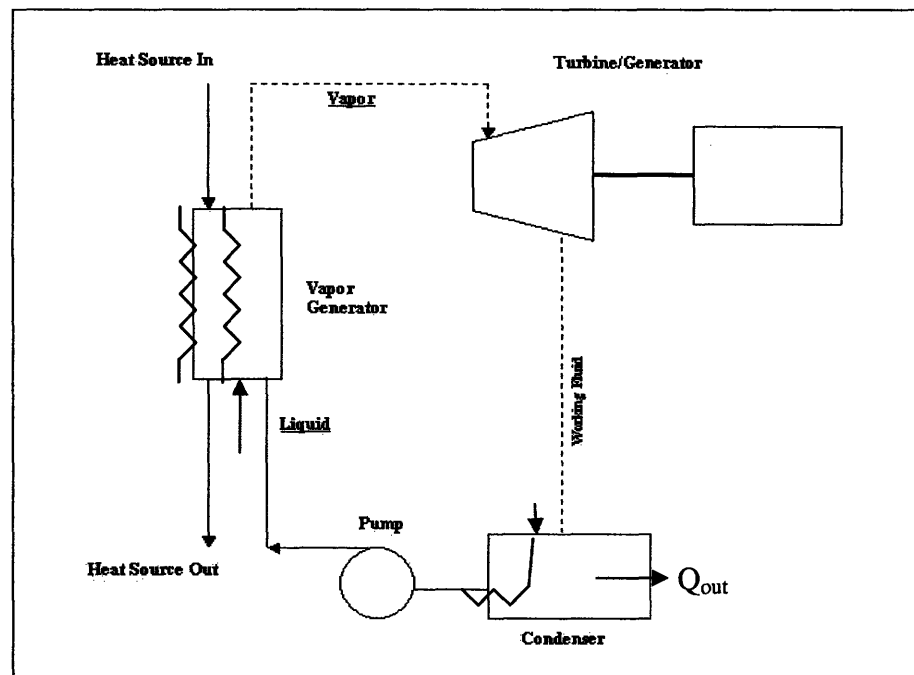 Heat Source In
Turbine/Generator
Vapor
Vapor
Generator
Working Fluid
Liquid
Pump
Heat Source Out
Qout
Condenser